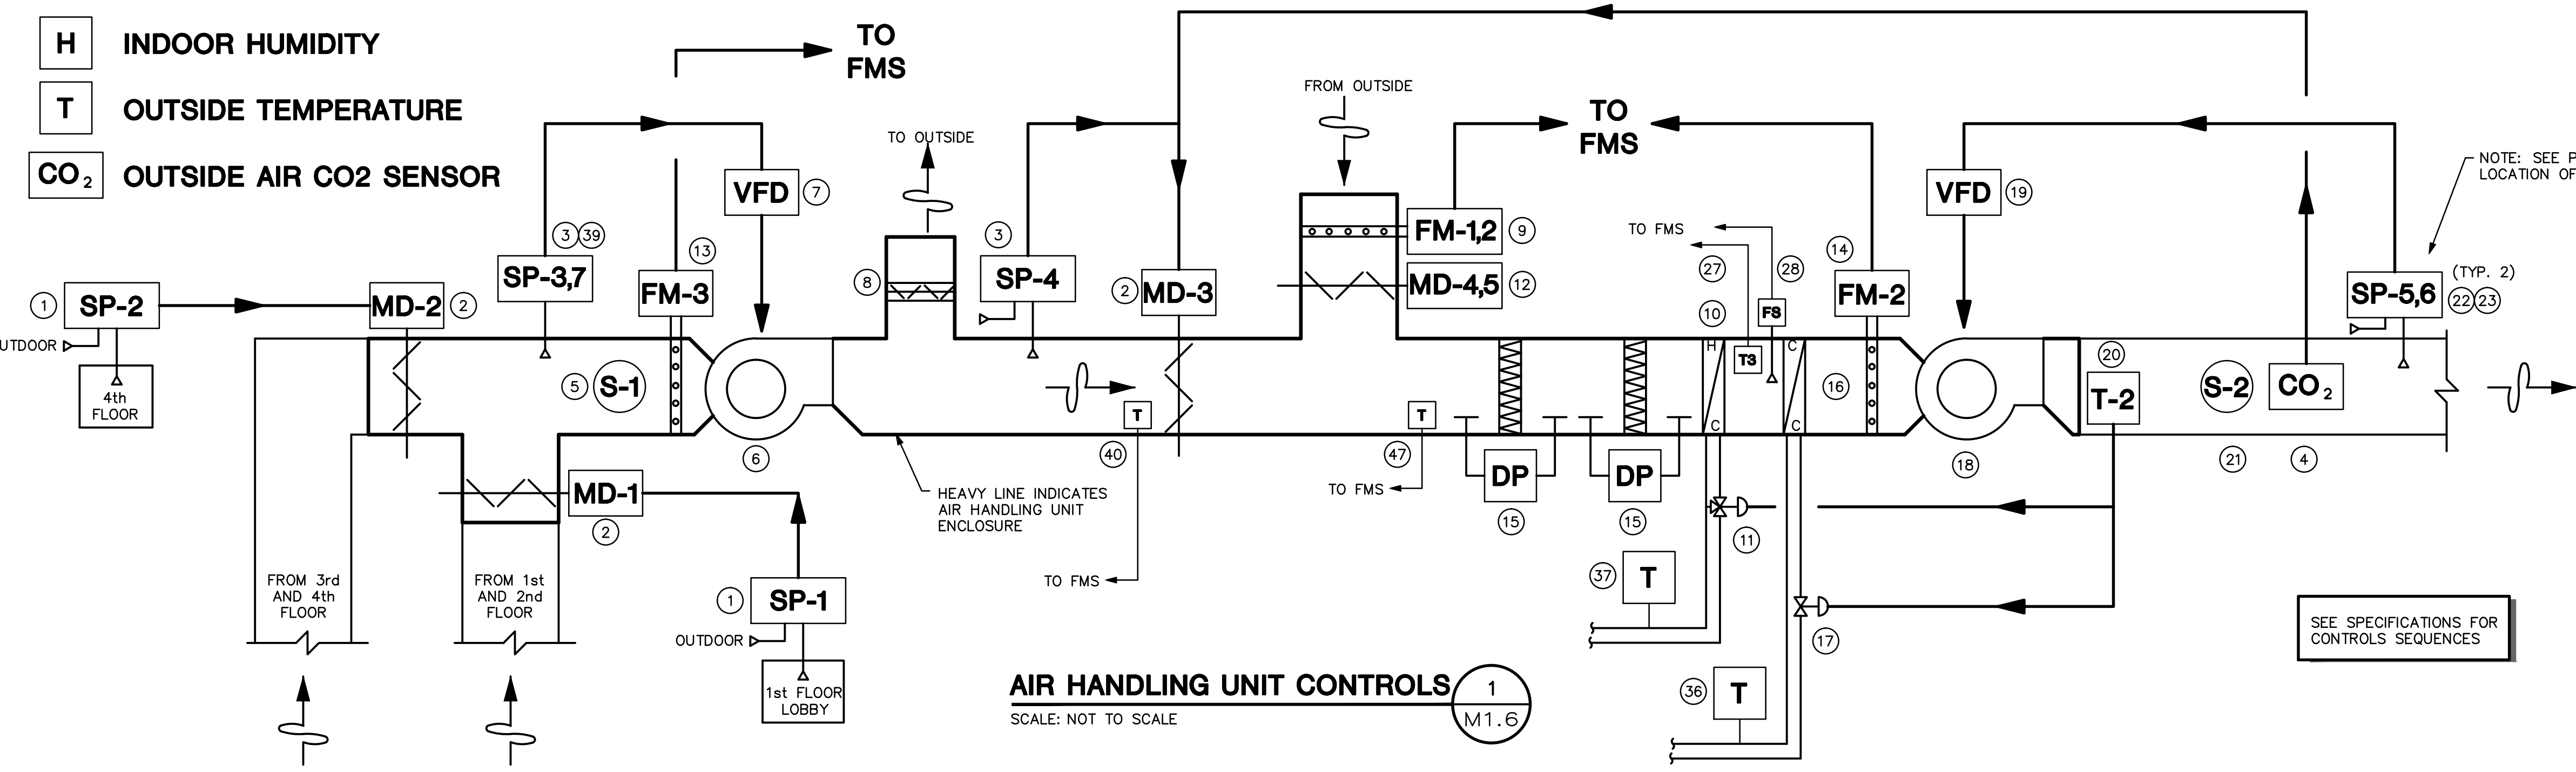 H INDOOR HUMIDITY
T OUTSIDE TEMPERATURE
CO2 OUTSIDE AIR CO2 SENSOR
TO
FMS
TO OUTSIDE
FROM OUTSIDE
TO
FMS
NOTE: SEE P
LOCATION OF
VFD 7
VFD 19
3 39
SP-3,7
13
FM-3
8
3
SP-4
2 MD-3
FM-1,2 9
MD-4,5 12
TO FMS
27
28
10
FS
T3
14
FM-2
(TYP. 2)
SP-5,6 22 23
1 SP-2
MD-2 2
UTDOOR
4th
FLOOR
5 S-1
6
T
40
T
47
TO FMS
H
C
C
C
16
18
20
T-2
S-2
CO2
21
4
DP
15
DP
15
MD-1
2
HEAVY LINE INDICATES
AIR HANDLING UNIT
ENCLOSURE
11
TO FMS
FROM 3rd
AND 4th
FLOOR
FROM 1st
AND 2nd
FLOOR
1 SP-1
OUTDOOR
1st FLOOR
LOBBY
37 T
17
36 T
SEE SPECIFICATIONS FOR
CONTROLS SEQUENCES
AIR HANDLING UNIT CONTROLS
SCALE: NOT TO SCALE
1
M1.6